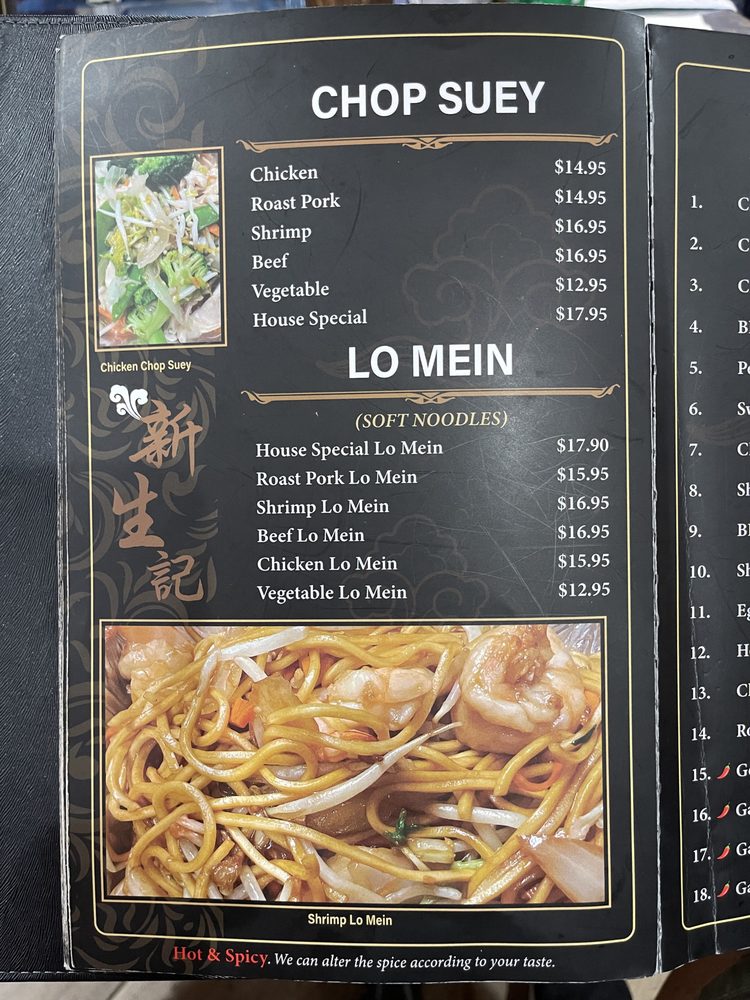 CHOP SUEY
Chicken $14.95
Roast Pork $14.95
Shrimp $16.95
Beef $16.95
Vegetable $12.95
House Special $17.95
Chicken Chop Suey
LO MEIN
(SOFT NOODLES)
House Special Lo Mein $17.90
Roast Pork Lo Mein $15.95
Shrimp Lo Mein $16.95
Beef Lo Mein $16.95
Chicken Lo Mein $15.95
Vegetable Lo Mein $12.95
新生記
Shrimp Lo Mein
Hot & Spicy. We can alter the spice according to your taste.
1.
2.
3.
4.
5.
6.
7.
8.
9.
10.
11.
12.
13.
14.
15.
16.
17.
18.